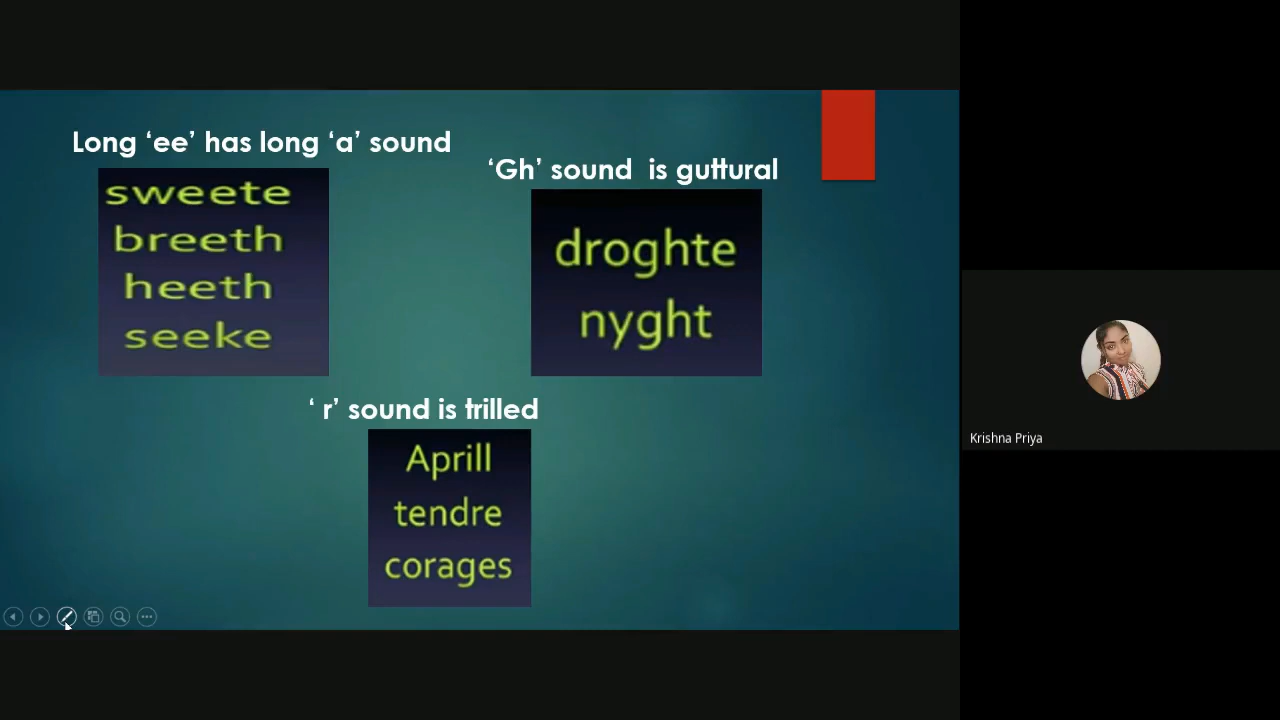 Long ‘ee’ has long ‘a’ sound
sweete
breeth
heeth
seeke
‘Gh’ sound is guttural
droghte
nyght
‘ r’ sound is trilled
Aprill
tendre
corages
Krishna Priya